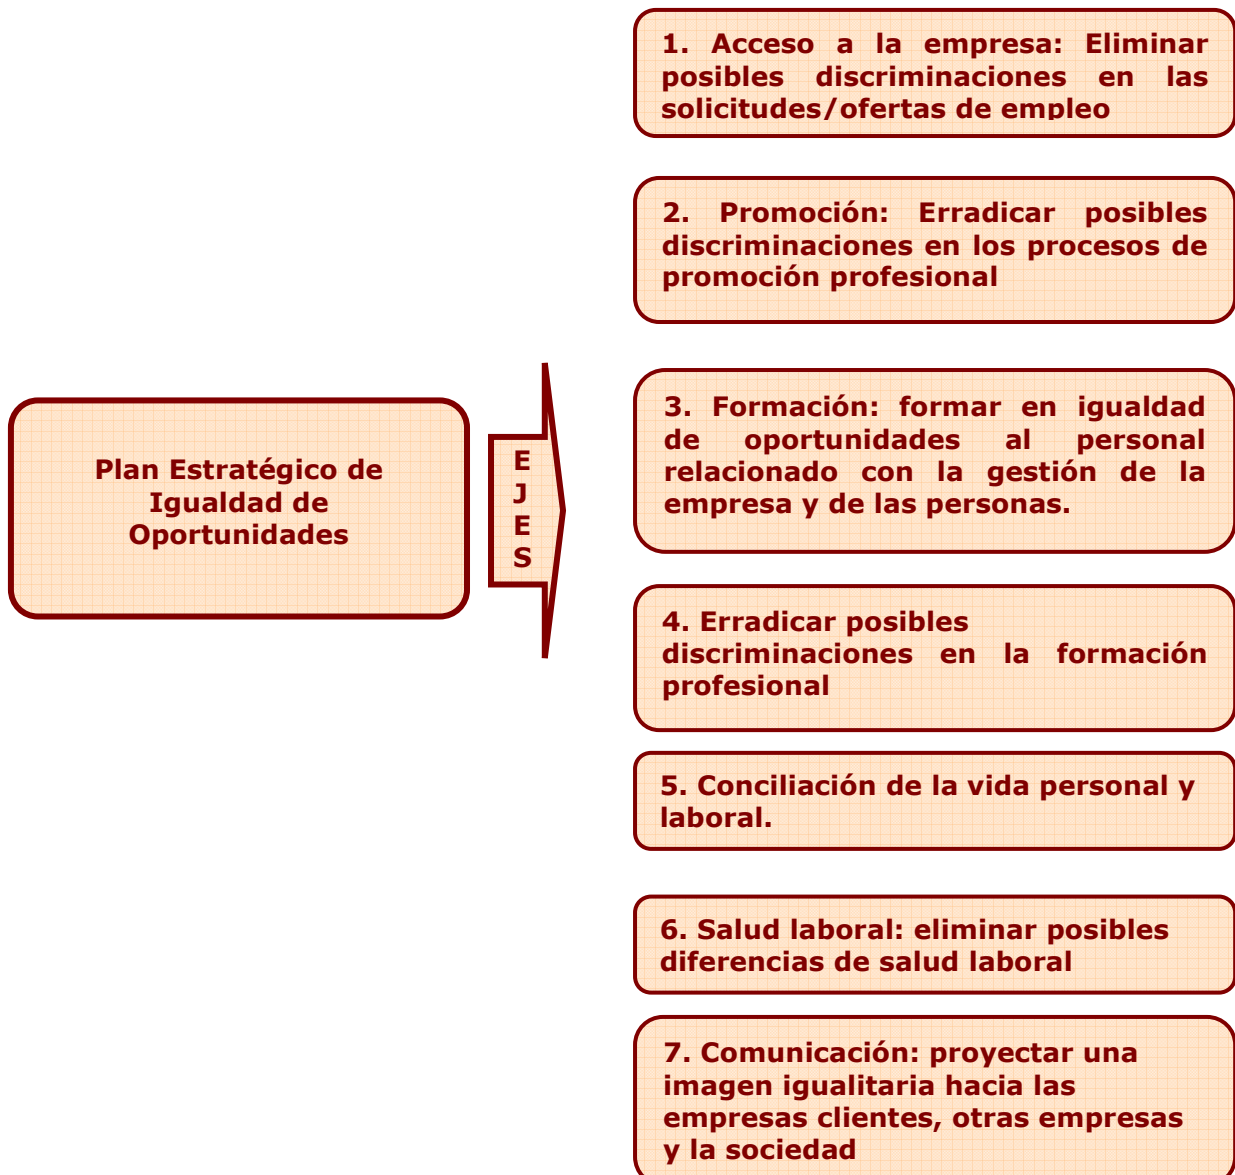 Plan Estratégico de
Igualdad de
Oportunidades
E
J
E
S
1. Acceso a la empresa: Eliminar
posibles discriminaciones en las
solicitudes/ofertas de empleo
2. Promoción: Erradicar posibles
discriminaciones en los procesos de
promoción profesional
3. Formación: formar en igualdad
de oportunidades al personal
relacionado con la gestión de la
empresa y de las personas.
4. Erradicar posibles
discriminaciones en la formación
profesional
5. Conciliación de la vida personal y
laboral.
6. Salud laboral: eliminar posibles
diferencias de salud laboral
7. Comunicación: proyectar una
imagen igualitaria hacia las
empresas clientes, otras empresas
y la sociedad